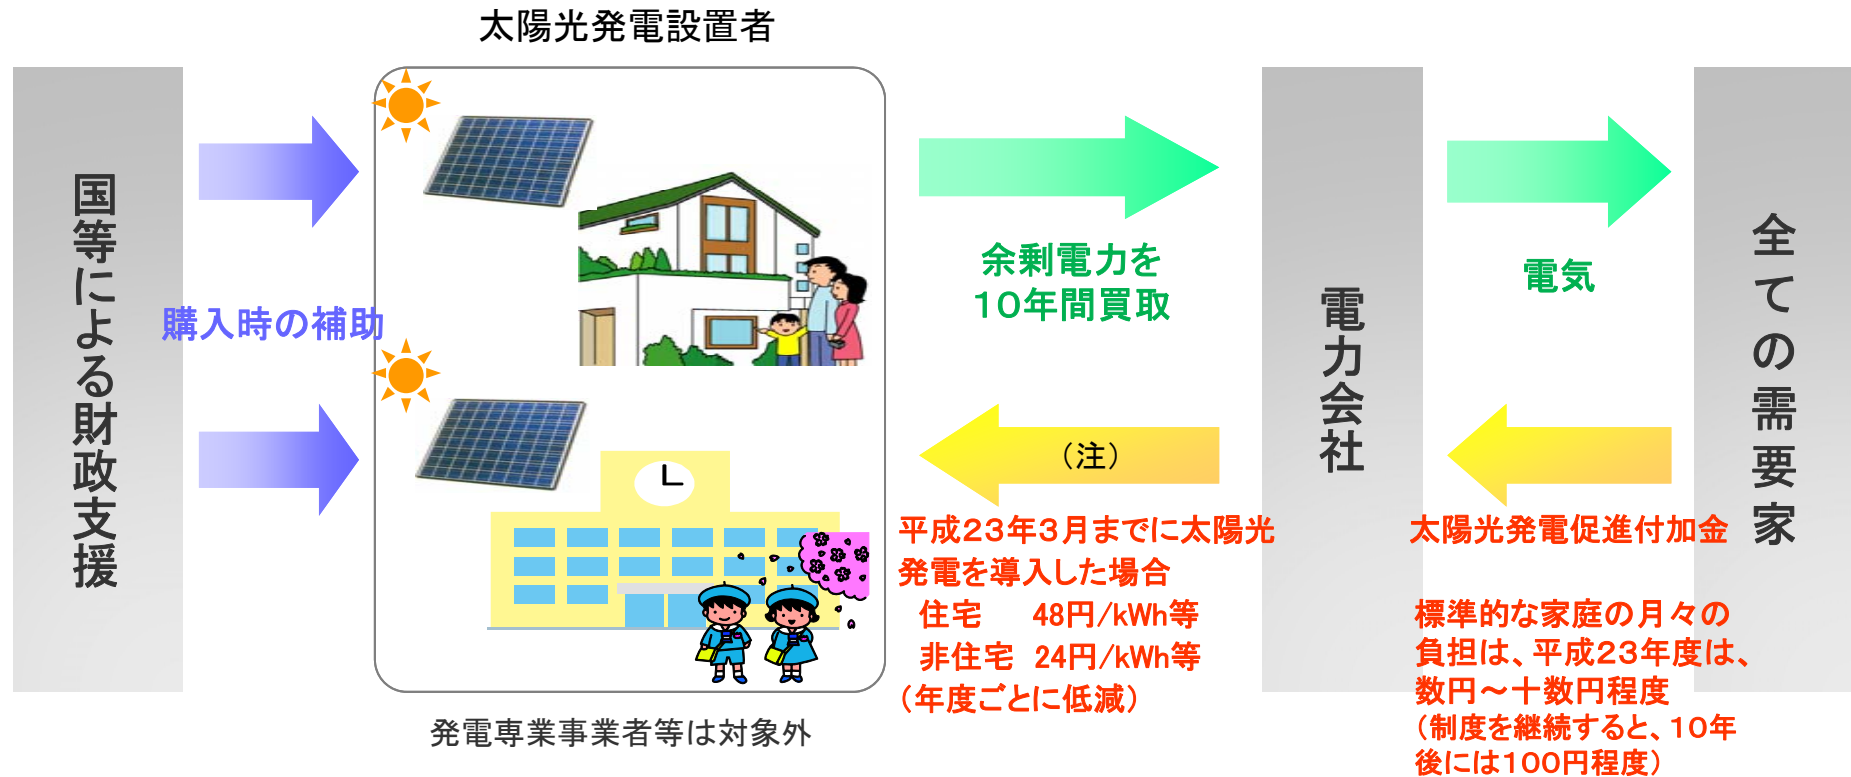 太陽光発電設置者
国等による財政支援
購入時の補助
余剰電力を
１０年間買取
電力会社
電気
全ての需要家
（注）
平成２３年３月までに太陽光
発電を導入した場合
住宅　　48円/kWh等
非住宅　24円/kWh等
（年度ごとに低減）
太陽光発電促進付加金
標準的な家庭の月々の
負担は、平成２３年度は、
数円～十数円程度
（制度を継続すると、１０年
後には１００円程度）
発電専業事業者等は対象外